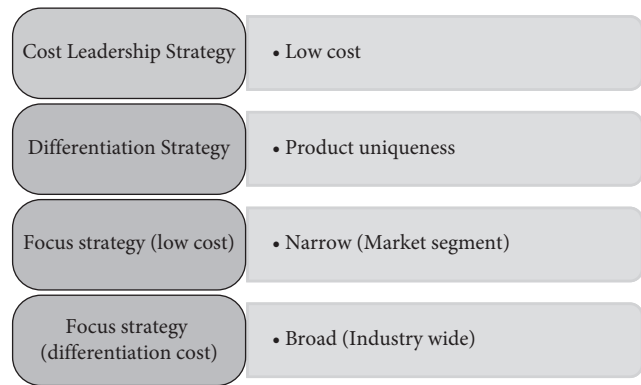 Cost Leadership Strategy
• Low cost
Differentiation Strategy
• Product uniqueness
Focus strategy (low cost)
• Narrow (Market segment)
Focus strategy
(differentiation cost)
• Broad (Industry wide)